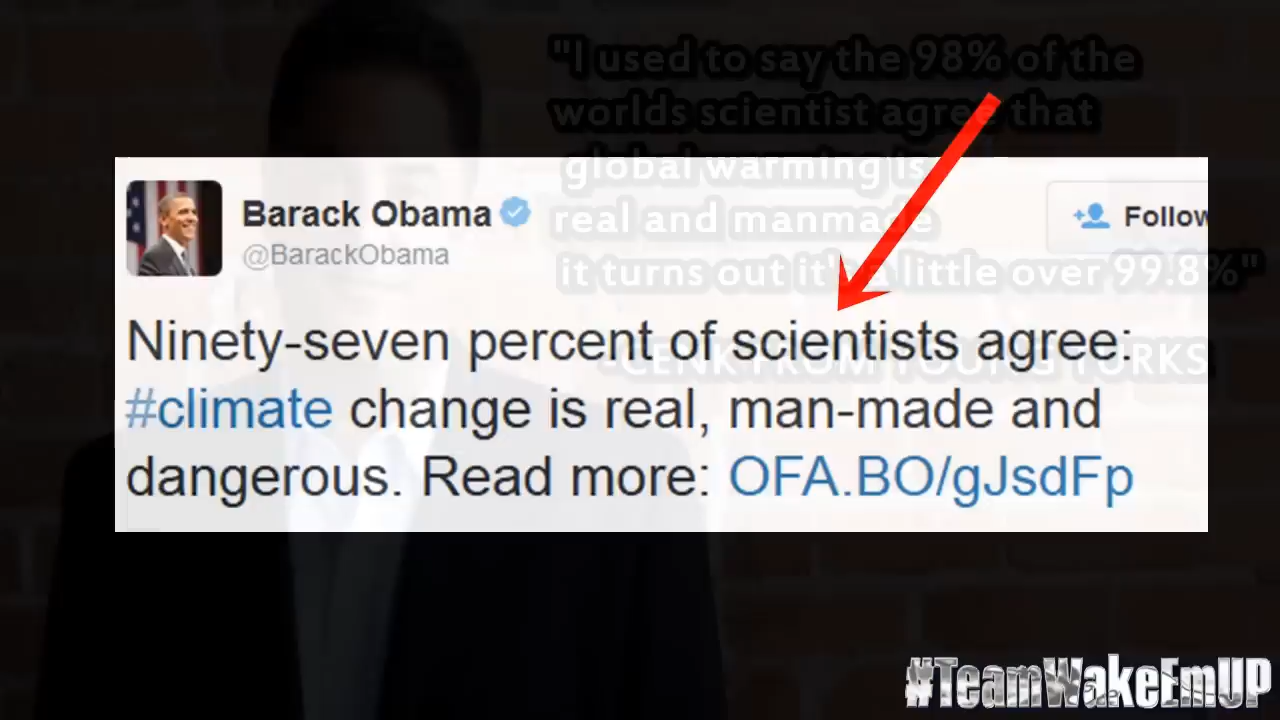 "I used to say the 98% of the
worlds scientist agree that
global warming is
real and manmade
it turns out it's a little over 99.8%"
-CENK FROM YOUNG TURKS
Barack Obama
@BarackObama
Follow
Ninety-seven percent of scientists agree:
#climate change is real, man-made and
dangerous. Read more: OFA.BO/gJsdFp
#TeamWakeEmUP